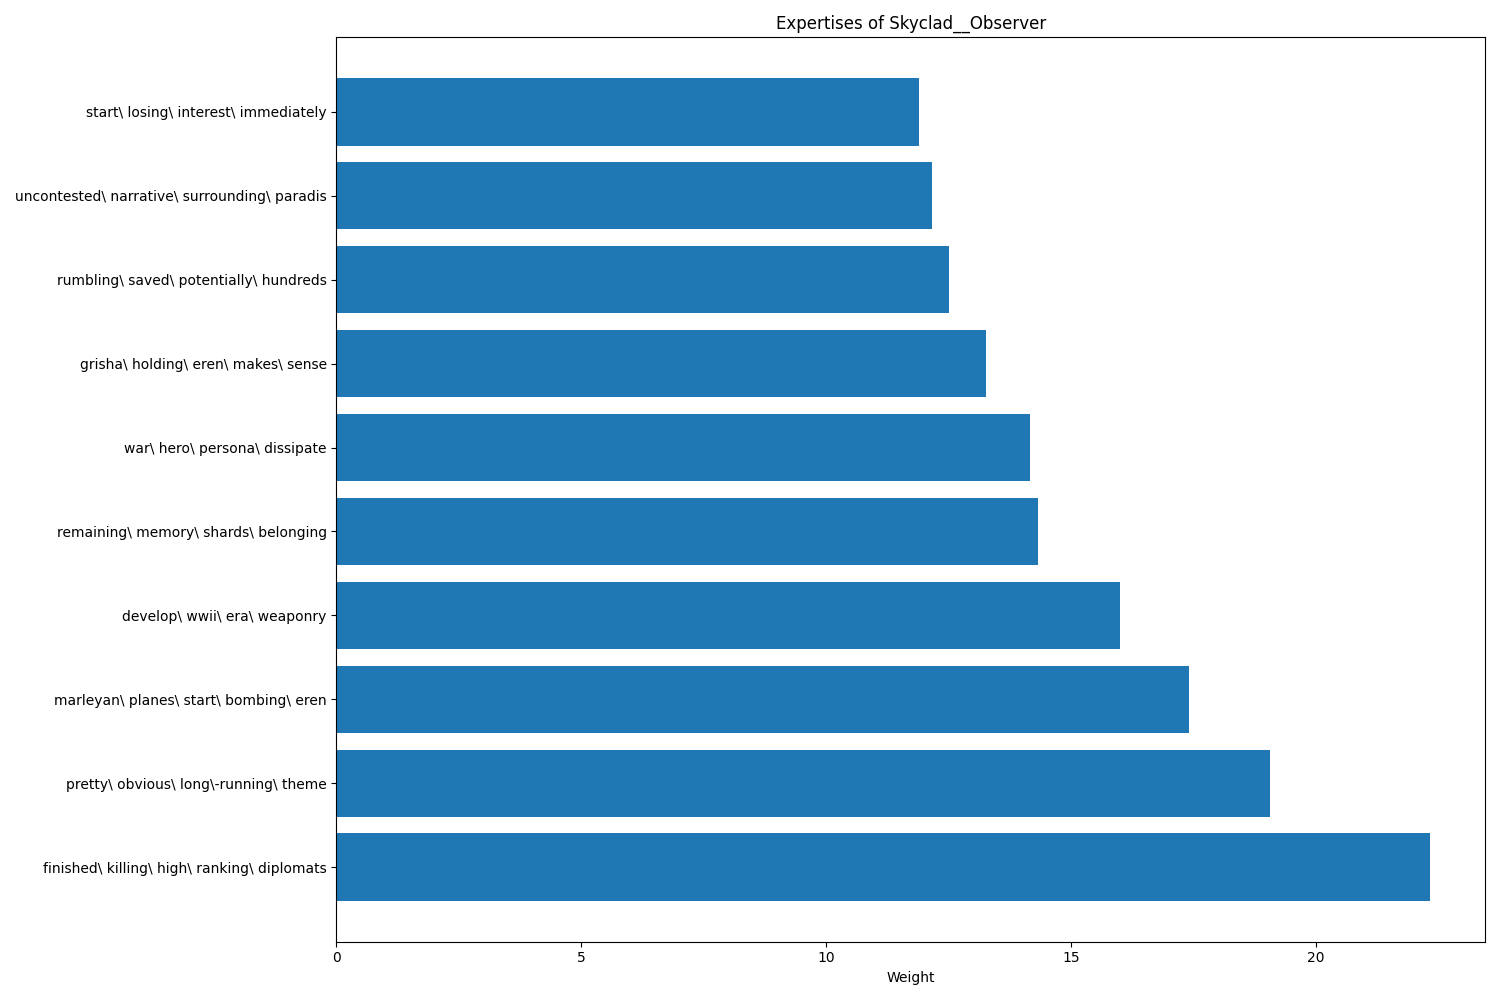 Expertises of Skyclad__Observer
start\ losing\ interest\ immediately
uncontested\ narrative\ surrounding\ paradis
rumbling\ saved\ potentially\ hundreds
grisha\ holding\ eren\ makes\ sense
war\ hero\ persona\ dissipate
remaining\ memory\ shards\ belonging
develop\ wwii\ era\ weaponry
marleyan\ planes\ start\ bombing\ eren
pretty\ obvious\ long\-running\ theme
finished\ killing\ high\ ranking\ diplomats
0 5 10 15 20
Weight